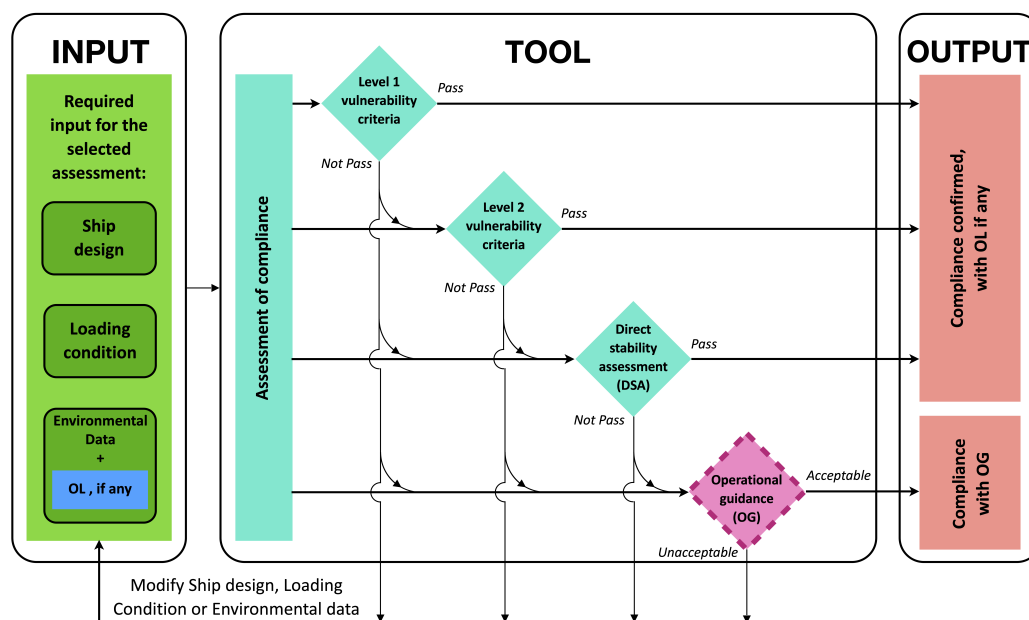 INPUT
Required
input for the
selected
assessment:
Ship
design
Loading
condition
Environmental
Data
+
OL , if any
TOOL
Assessment of compliance
Level 1
vulnerability
criteria
Pass
Not Pass
Level 2
vulnerability
criteria
Pass
Not Pass
Direct
stability
assessment
(DSA)
Pass
Not Pass
Operational
guidance
(OG)
Acceptable
Unacceptable
OUTPUT
Compliance confirmed,
with OL if any
Compliance
with OG
Modify Ship design, Loading
Condition or Environmental data